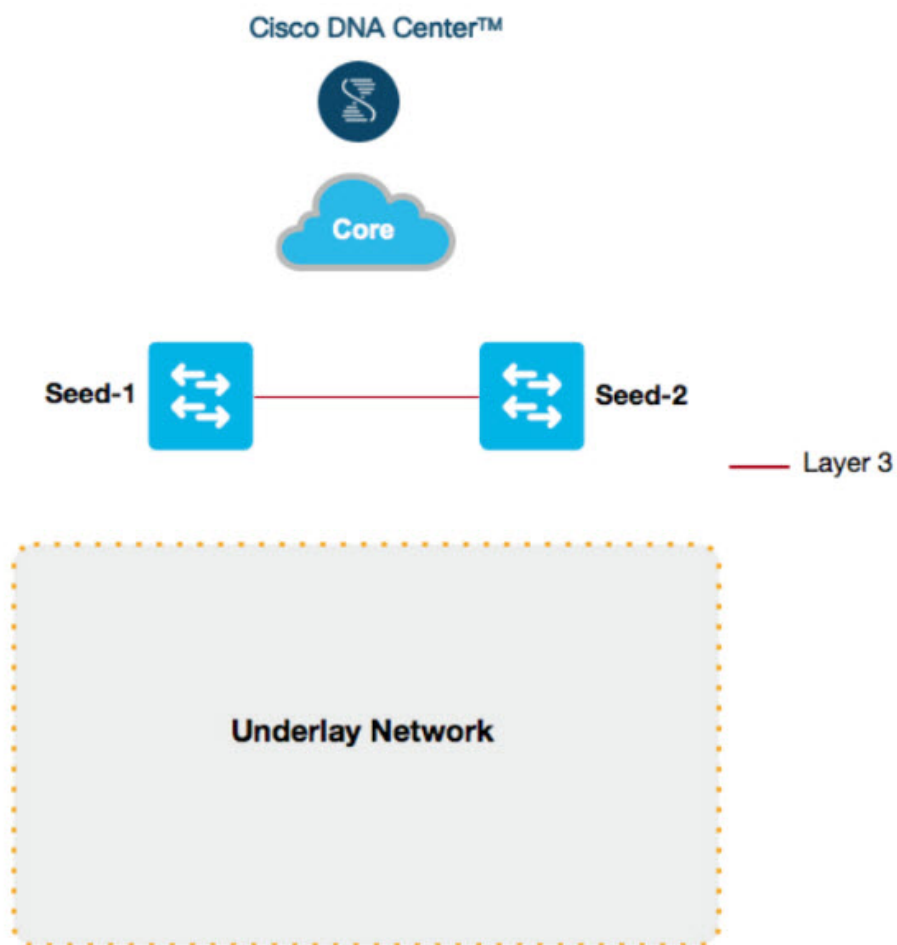 Cisco DNA Center™
Core
Seed-1
Seed-2
Layer 3
Underlay Network